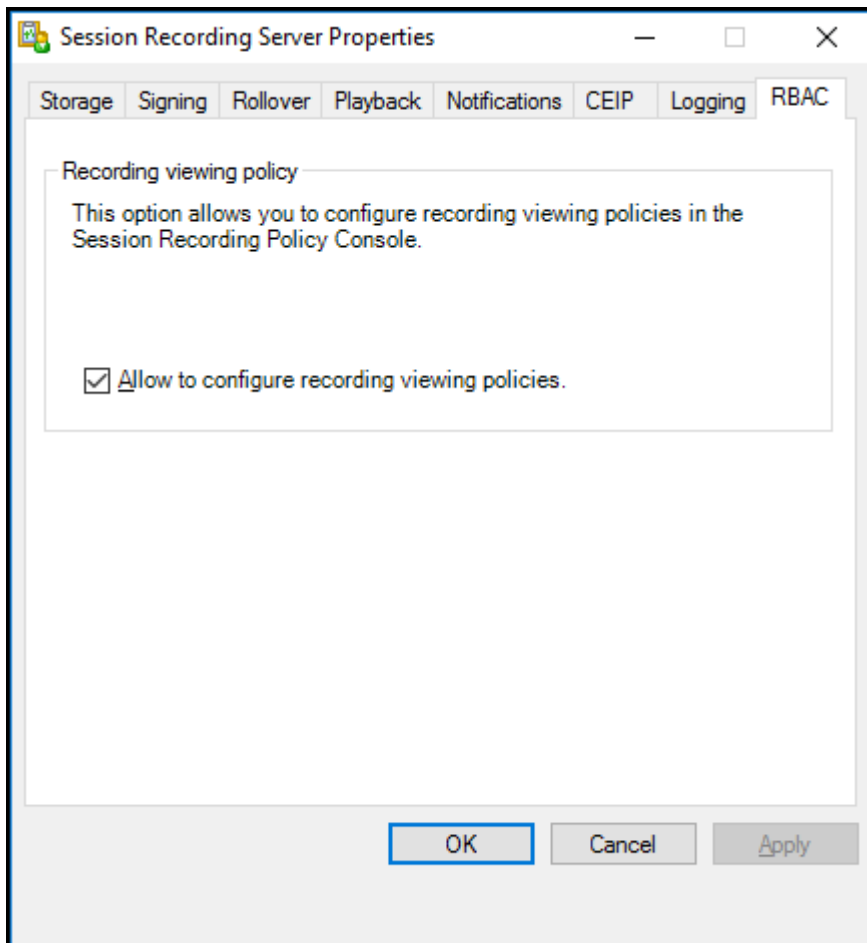 Session Recording Server Properties
Storage Signing Rollover Playback Notifications CEIP Logging RBAC
Recording viewing policy
This option allows you to configure recording viewing policies in the
Session Recording Policy Console.
Allow to configure recording viewing policies.
OK Cancel Apply